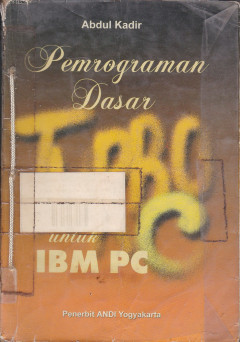 Abdul Kadir
Pemrograman
Dasar
TURBO
C
untuk
IBM PC
Penerbit ANDI Yogyakarta